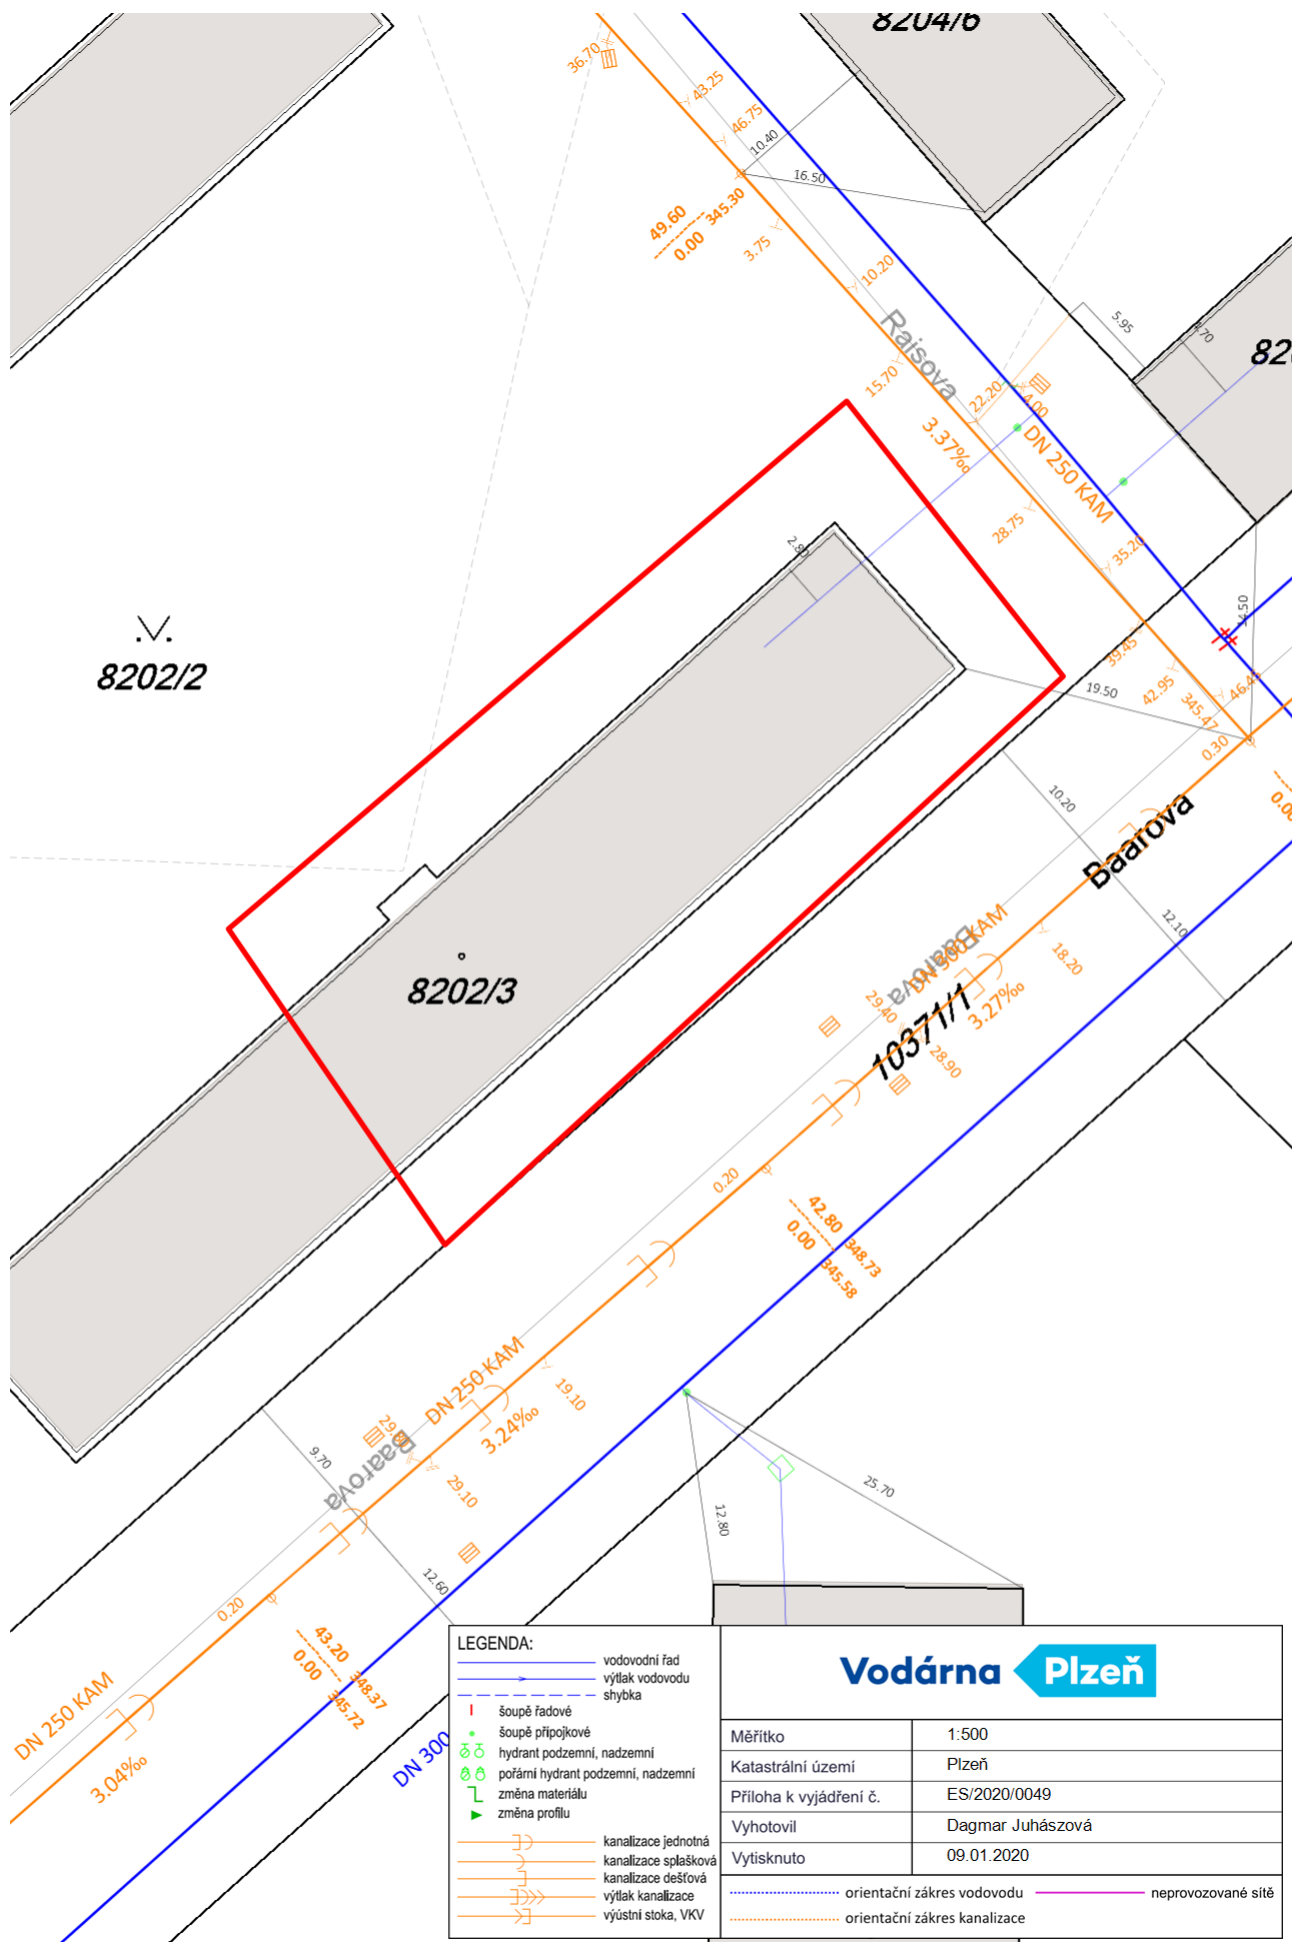 8204/6
36.70
43.25
46.75
10.40
16.50
49.60
345.30
0.00
3.75
10.20
Raisova
5.95
15.70
22.20
4.00
3.37‰
DN 250 KAM
28.75
35.20
2.80
8202/2
39.45
42.95
345.47
19.50
0.30
10.20
Baarova
12.10
8202/3
DN 300 KAM
Baarova
18.20
29.40
10371/1
3.27‰
28.90
0.20
42.80
348.73
0.00
345.58
DN 250 KAM
19.10
3.24‰
Baarova
9.70
29.10
25.70
12.80
12.60
0.20
43.20
348.37
0.00
345.72
DN 250 KAM
3.04‰
DN 300
LEGENDA:
vodovodní řad
výtlak vodovodu
shybka
šoupě řadové
šoupě přípojkové
hydrant podzemní, nadzemní
požární hydrant podzemní, nadzemní
změna materiálu
změna profilu
kanalizace jednotná
kanalizace splašková
kanalizace dešťová
výtlak kanalizace
výústní stoka, VKV
Vodárna Plzeň
Měřítko 1:500
Katastrální území Plzeň
Příloha k vyjádření č. ES/2020/0049
Vyhotovil Dagmar Juhászová
Vytisknuto 09.01.2020
orientační zákres vodovodu neprovozované sítě
orientační zákres kanalizace